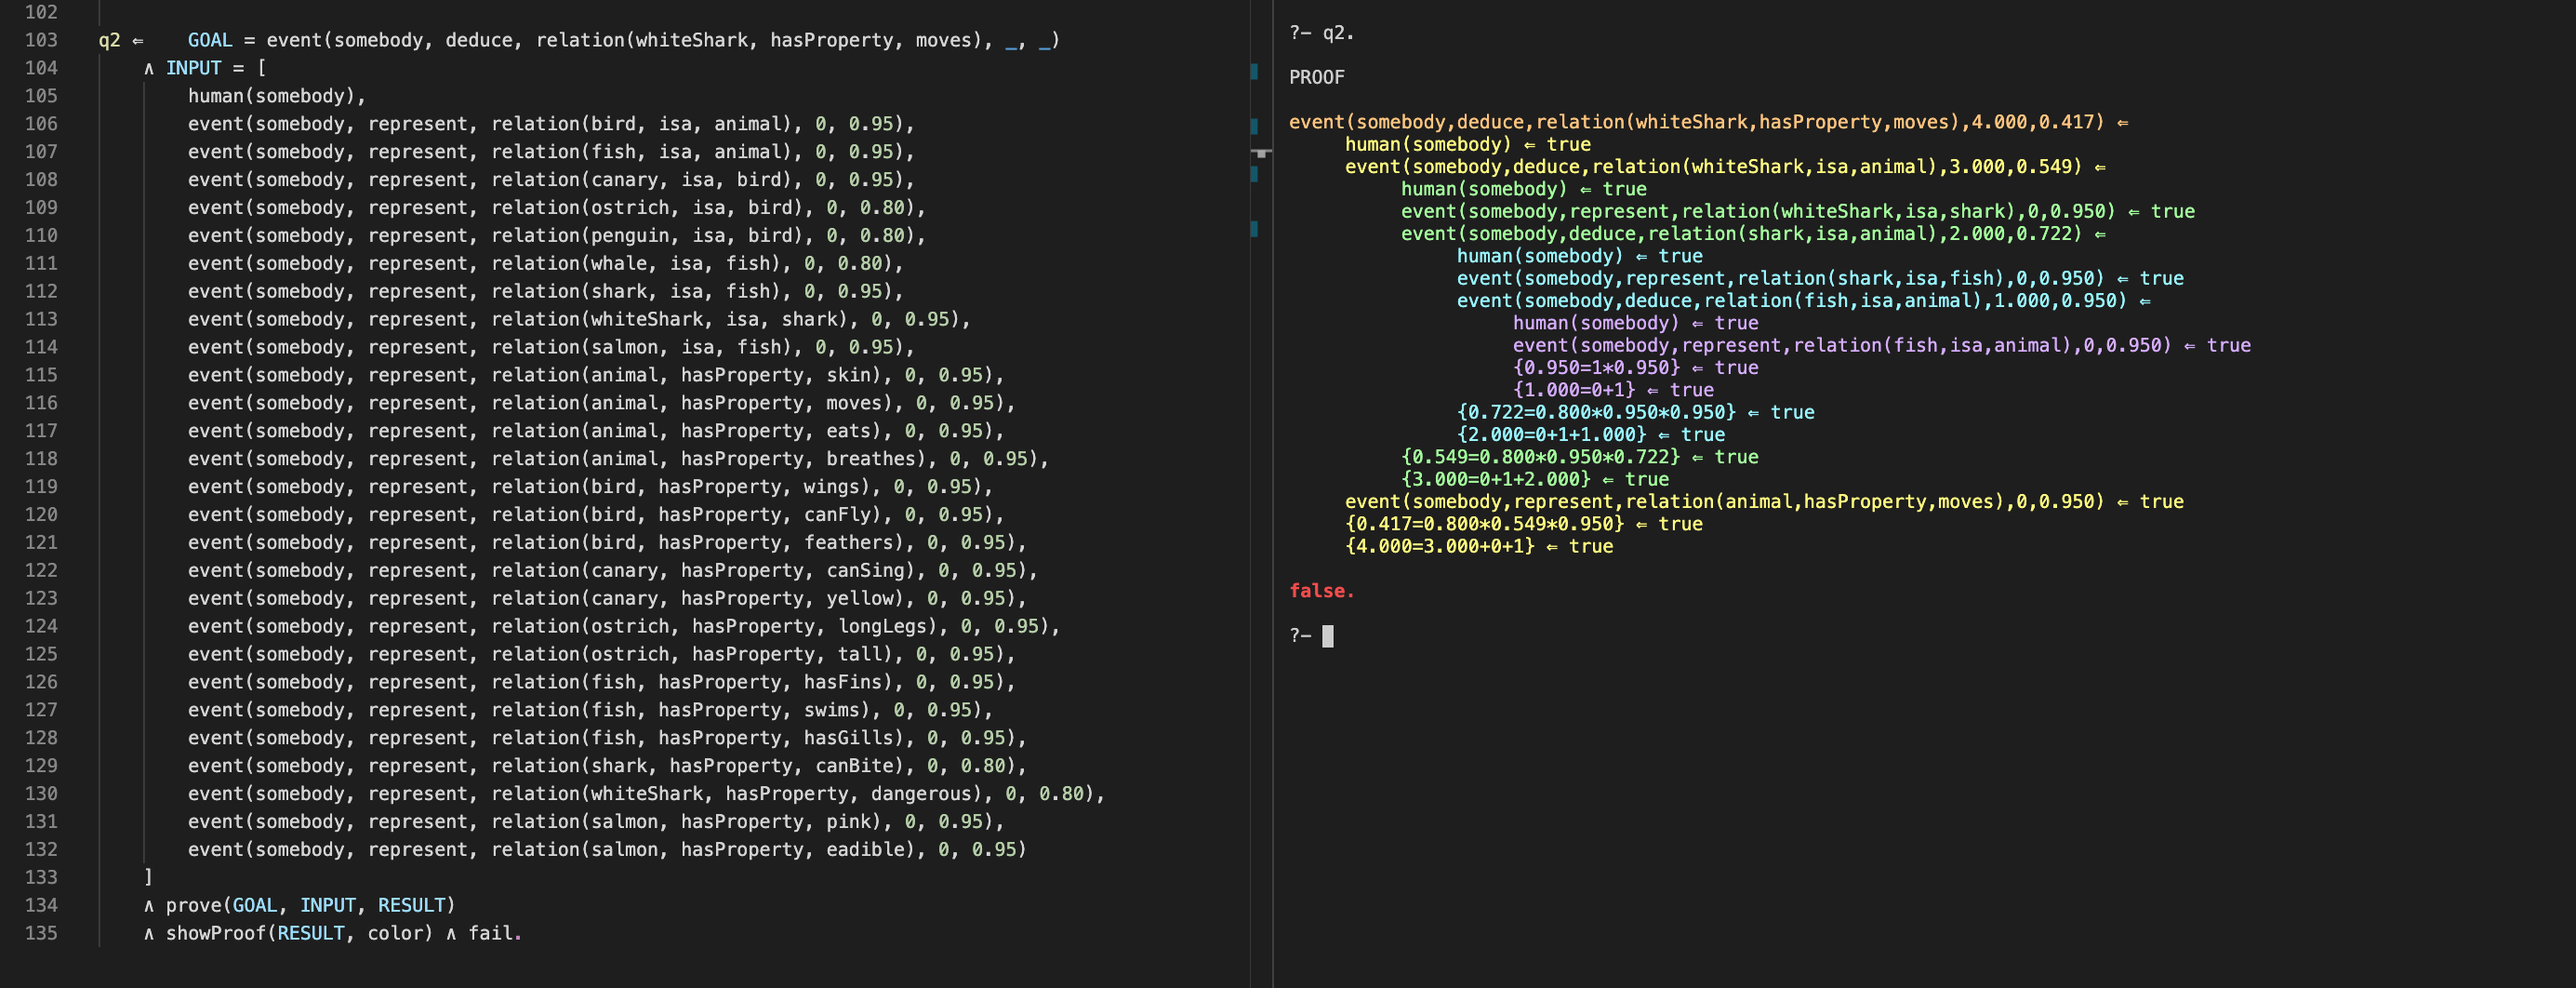 102
103 q2 ⇐ GOAL = event(somebody, deduce, relation(whiteShark, hasProperty, moves), _, _)
104 ∧ INPUT = [
105 human(somebody),
106 event(somebody, represent, relation(bird, isa, animal), 0, 0.95),
107 event(somebody, represent, relation(fish, isa, animal), 0, 0.95),
108 event(somebody, represent, relation(canary, isa, bird), 0, 0.95),
109 event(somebody, represent, relation(ostrich, isa, bird), 0, 0.80),
110 event(somebody, represent, relation(penguin, isa, bird), 0, 0.80),
111 event(somebody, represent, relation(whale, isa, fish), 0, 0.80),
112 event(somebody, represent, relation(shark, isa, fish), 0, 0.95),
113 event(somebody, represent, relation(whiteShark, isa, shark), 0, 0.95),
114 event(somebody, represent, relation(salmon, isa, fish), 0, 0.95),
115 event(somebody, represent, relation(animal, hasProperty, skin), 0, 0.95),
116 event(somebody, represent, relation(animal, hasProperty, moves), 0, 0.95),
117 event(somebody, represent, relation(animal, hasProperty, eats), 0, 0.95),
118 event(somebody, represent, relation(animal, hasProperty, breathes), 0, 0.95),
119 event(somebody, represent, relation(bird, hasProperty, wings), 0, 0.95),
120 event(somebody, represent, relation(bird, hasProperty, canFly), 0, 0.95),
121 event(somebody, represent, relation(bird, hasProperty, feathers), 0, 0.95),
122 event(somebody, represent, relation(canary, hasProperty, canSing), 0, 0.95),
123 event(somebody, represent, relation(canary, hasProperty, yellow), 0, 0.95),
124 event(somebody, represent, relation(ostrich, hasProperty, longLegs), 0, 0.95),
125 event(somebody, represent, relation(ostrich, hasProperty, tall), 0, 0.95),
126 event(somebody, represent, relation(fish, hasProperty, hasFins), 0, 0.95),
127 event(somebody, represent, relation(fish, hasProperty, swims), 0, 0.95),
128 event(somebody, represent, relation(fish, hasProperty, hasGills), 0, 0.95),
129 event(somebody, represent, relation(shark, hasProperty, canBite), 0, 0.80),
130 event(somebody, represent, relation(whiteShark, hasProperty, dangerous), 0, 0.80),
131 event(somebody, represent, relation(salmon, hasProperty, pink), 0, 0.95),
132 event(somebody, represent, relation(salmon, hasProperty, eadible), 0, 0.95)
133 ]
134 ∧ prove(GOAL, INPUT, RESULT)
135 ∧ showProof(RESULT, color) ∧ fail.
?- q2.
PROOF
event(somebody,deduce,relation(whiteShark,hasProperty,moves),4.000,0.417) ⇐
human(somebody) ⇐ true
event(somebody,deduce,relation(whiteShark,isa,animal),3.000,0.549) ⇐
human(somebody) ⇐ true
event(somebody,represent,relation(whiteShark,isa,shark),0,0.950) ⇐ true
event(somebody,deduce,relation(shark,isa,animal),2.000,0.722) ⇐
human(somebody) ⇐ true
event(somebody,represent,relation(shark,isa,fish),0,0.950) ⇐ true
event(somebody,deduce,relation(fish,isa,animal),1.000,0.950) ⇐
human(somebody) ⇐ true
event(somebody,represent,relation(fish,isa,animal),0,0.950) ⇐ true
{0.950=1*0.950} ⇐ true
{1.000=0+1} ⇐ true
{0.722=0.800*0.950*0.950} ⇐ true
{2.000=0+1+1.000} ⇐ true
{0.549=0.800*0.950*0.722} ⇐ true
{3.000=0+1+2.000} ⇐ true
event(somebody,represent,relation(animal,hasProperty,moves),0,0.950) ⇐ true
{0.417=0.800*0.549*0.950} ⇐ true
{4.000=3.000+0+1} ⇐ true
false.
?-